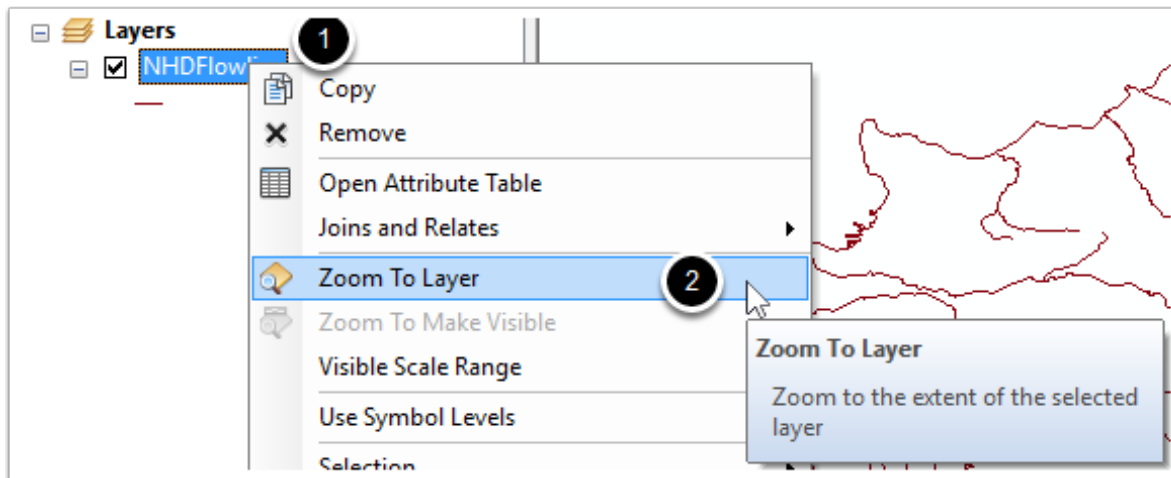 Layers
1
NHDFlowl
Copy
Remove
Open Attribute Table
Joins and Relates
Zoom To Layer
2
Zoom To Make Visible
Visible Scale Range
Use Symbol Levels
Selection
Zoom To Layer
Zoom to the extent of the selected
layer